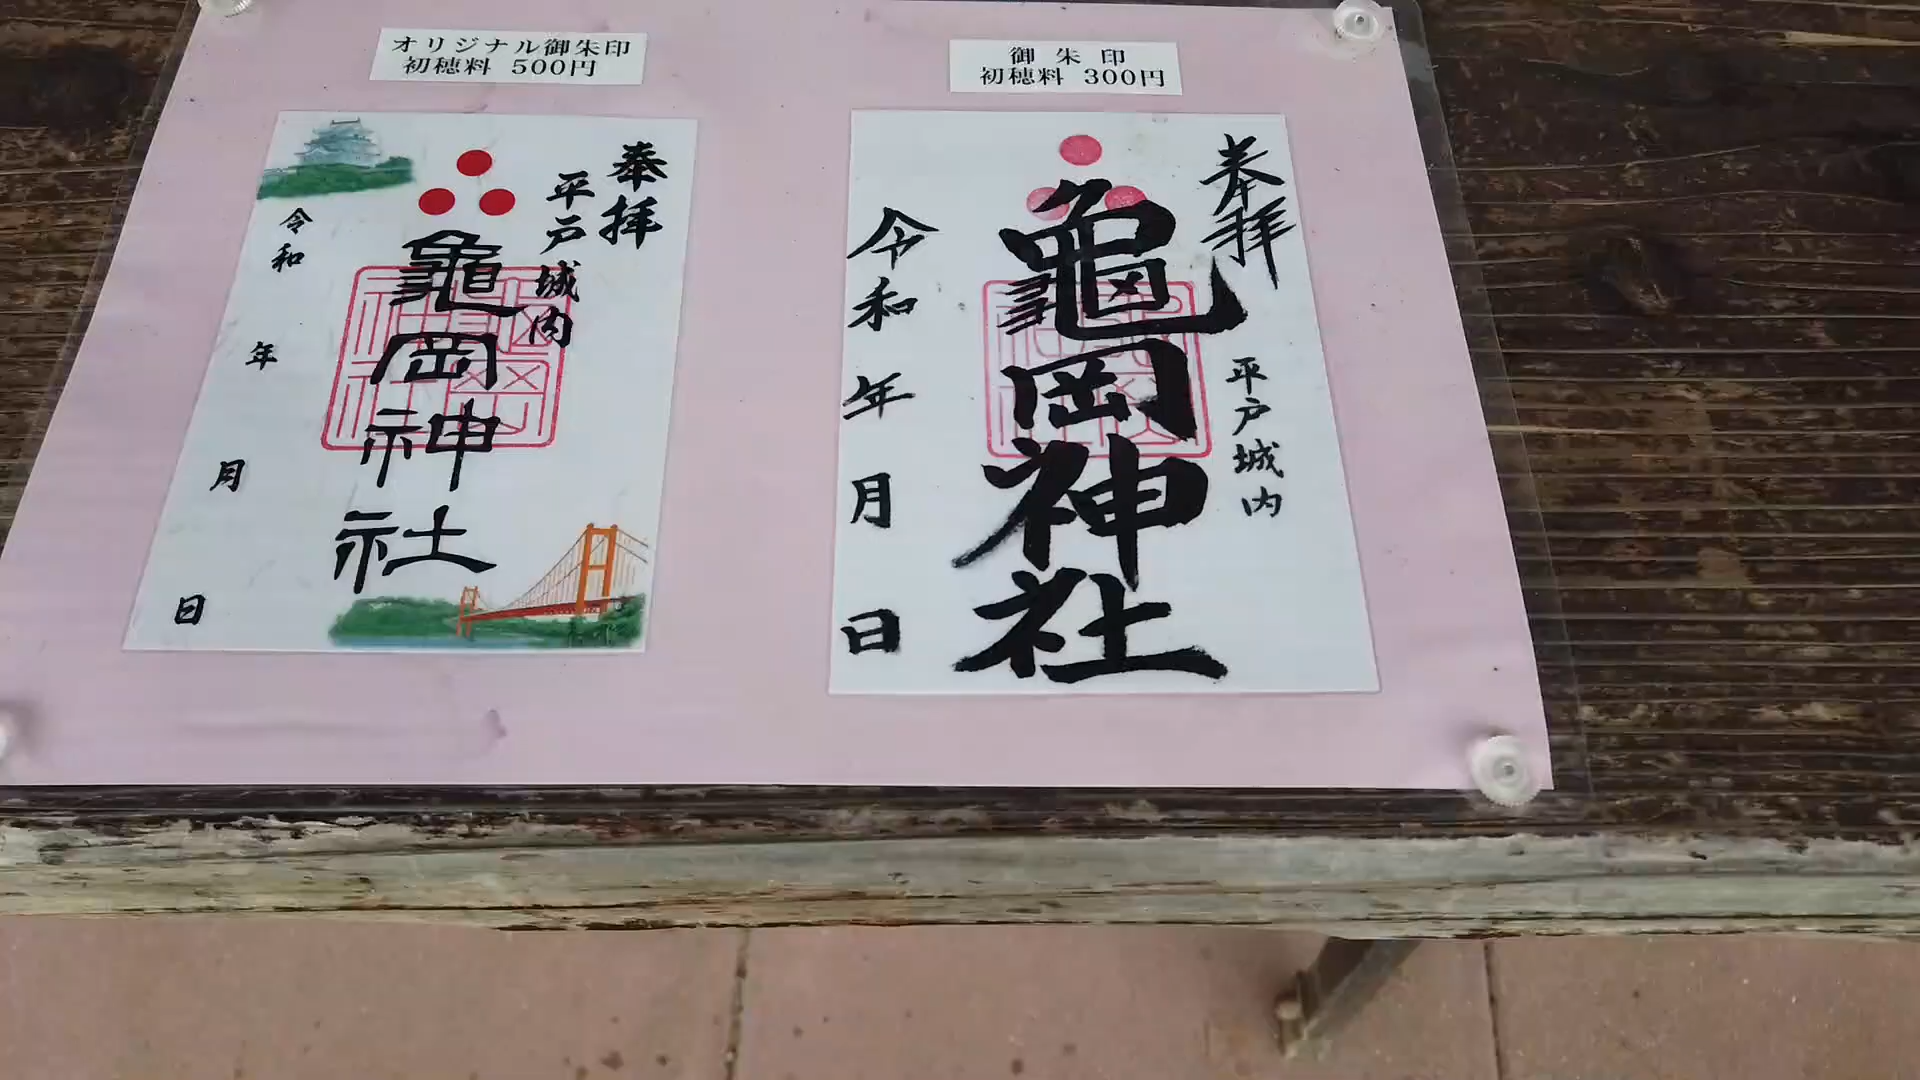 オリジナル御朱印
初穂料 500円
奉拝
平戸城内
龜岡神社
令和 年 月 日
御朱印
初穂料 300円
奉拝
平戸城内
龜岡神社
令和 年 月 日